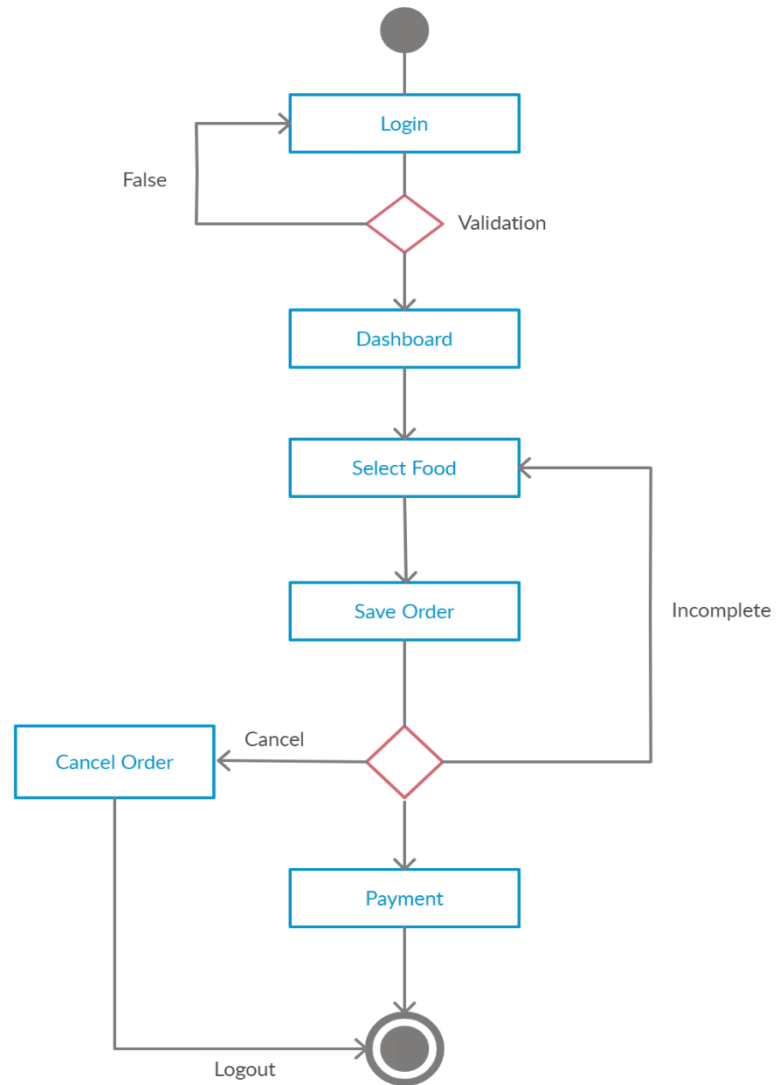 Login
False
Validation
Dashboard
Select Food
Save Order
Incomplete
Cancel
Cancel Order
Payment
Logout